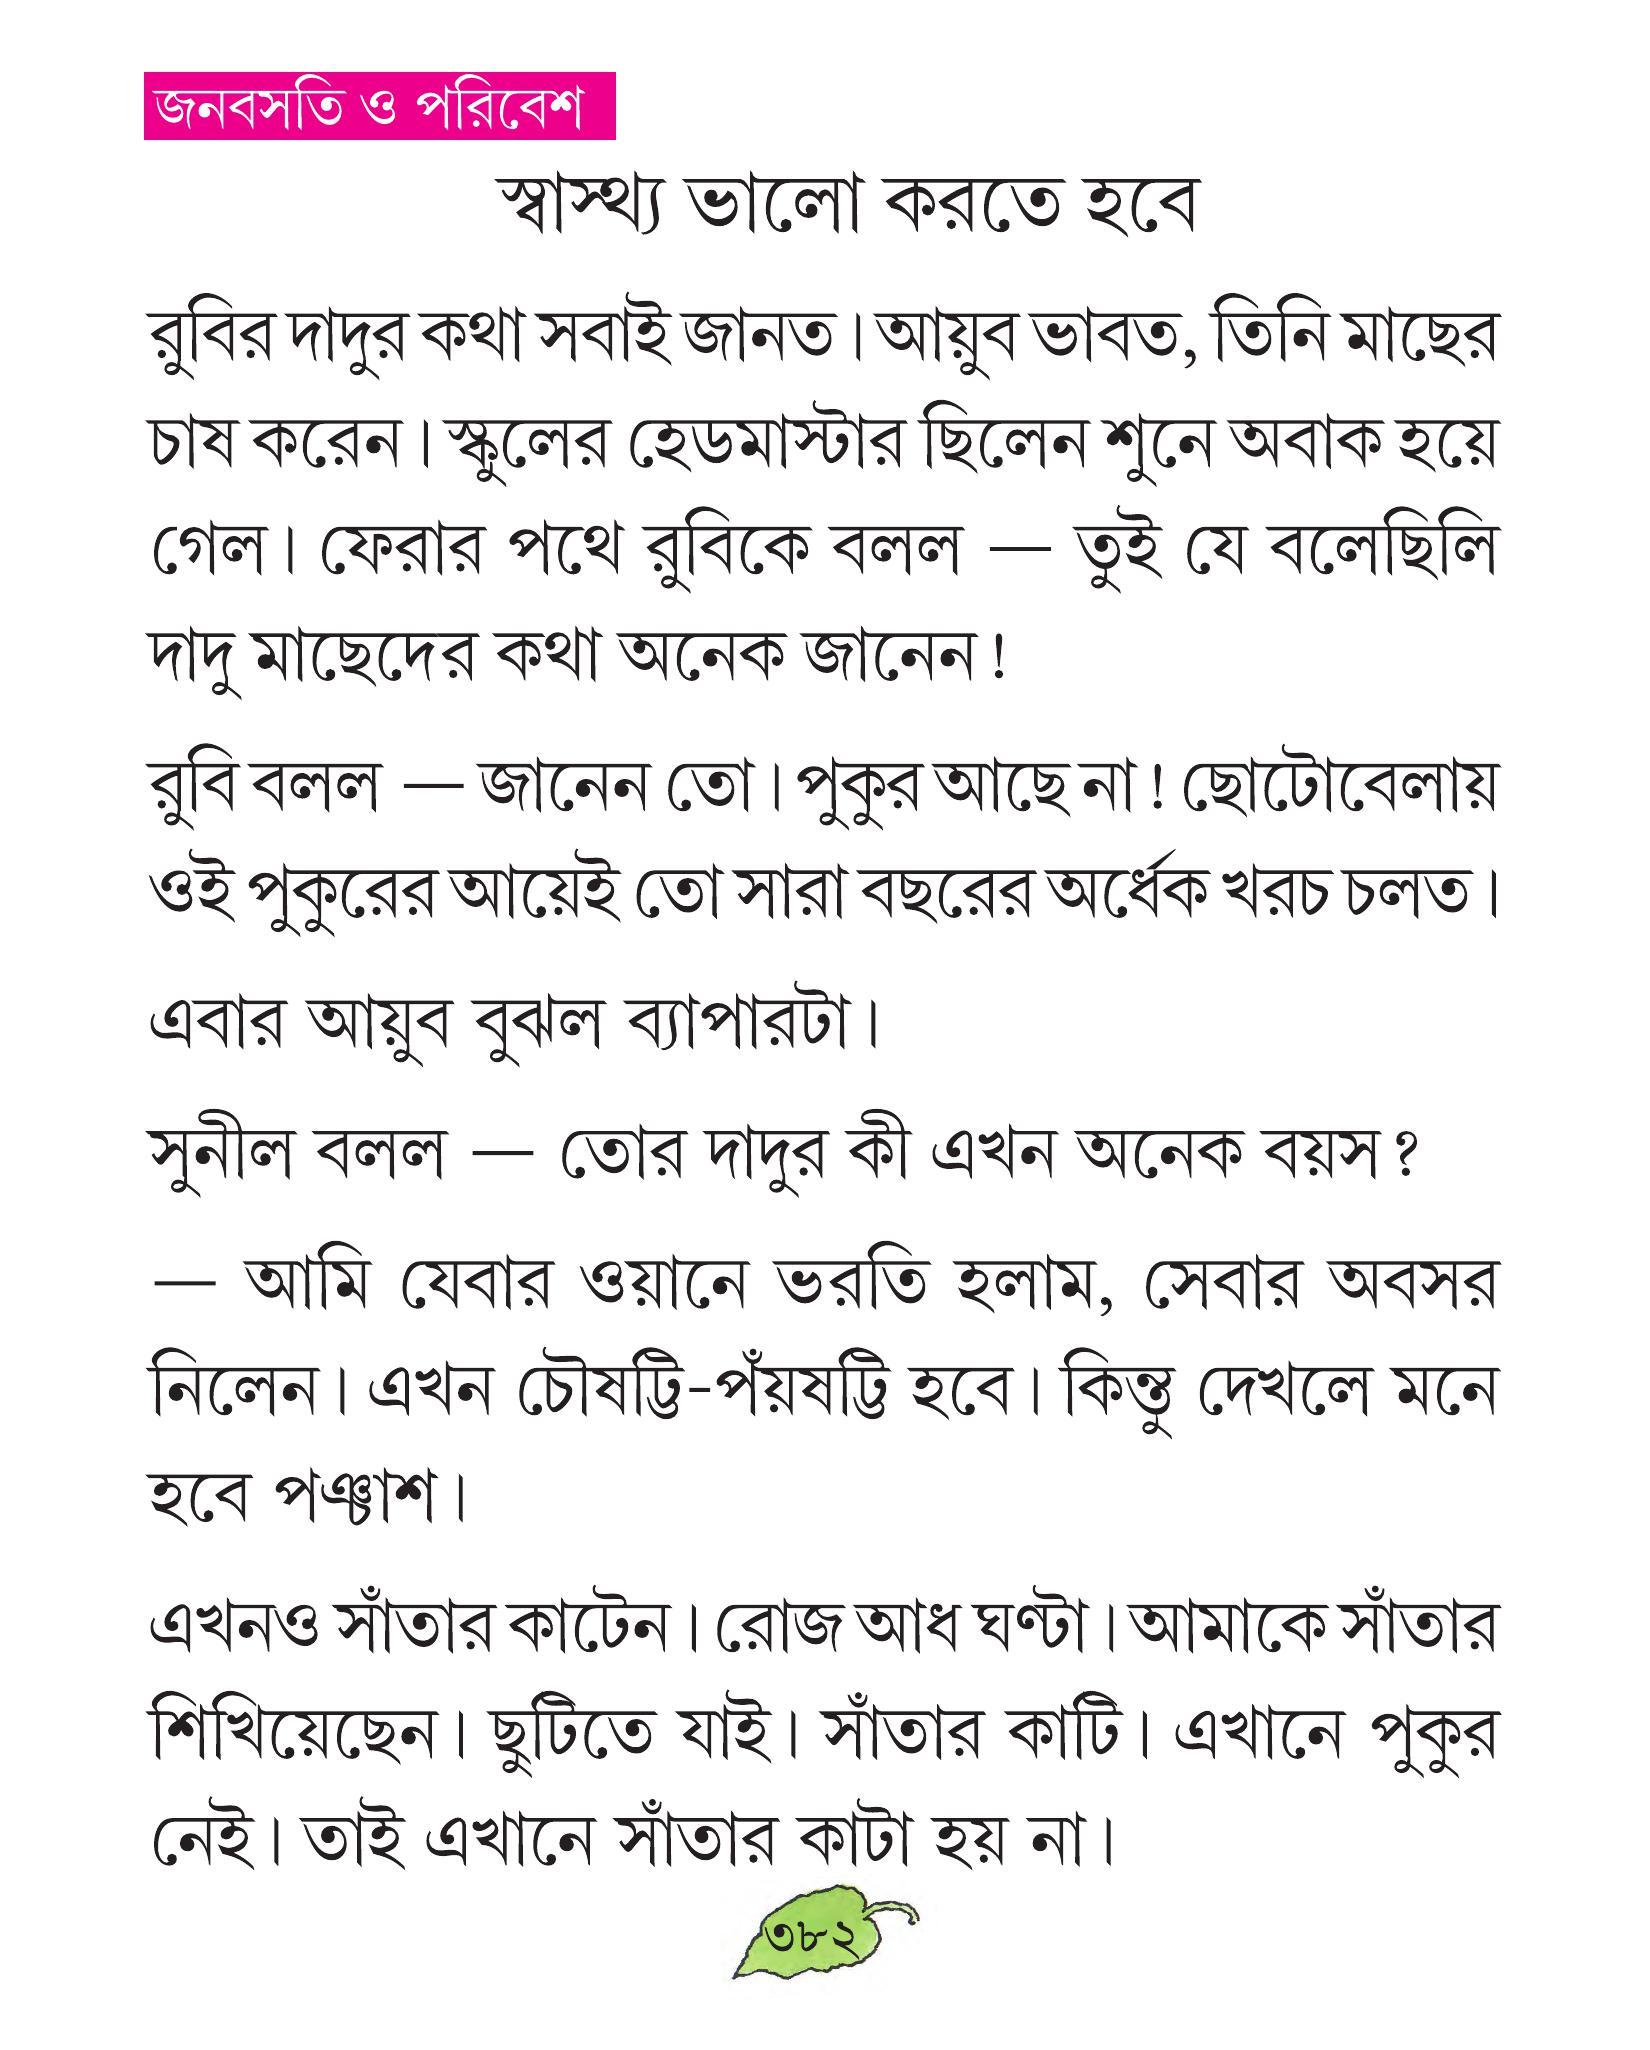 জনবসতি ও পরিবেশ
স্বাস্থ্য ভালো করতে হবে
রুবির দাদুর কথা সবাই জানত। আয়ুব ভাবত, তিনি মাছের
চাষ করেন। স্কুলের হেডমাস্টার ছিলেন শুনে অবাক হয়ে
গেল। ফেরার পথে রুবিকে বলল — তুই যে বলেছিলি
দাদু মাছেদের কথা অনেক জানেন!
রুবি বলল — জানেন তো। পুকুর আছে না! ছোটোবেলায়
ওই পুকুরের আয়েই তো সারা বছরের অর্ধেক খরচ চলত।
এবার আয়ুব বুঝল ব্যাপারটা।
সুনীল বলল — তোর দাদুর কী এখন অনেক বয়স?
— আমি যেবার ওয়ানে ভরতি হলাম, সেবার অবসর
নিলেন। এখন চৌষট্টি-পঁয়ষট্টি হবে। কিন্তু দেখলে মনে
হবে পঞ্চাশ।
এখনও সাঁতার কাটেন। রোজ আধ ঘণ্টা। আমাকে সাঁতার
শিখিয়েছেন। ছুটিতে যাই। সাঁতার কাটি। এখানে পুকুর
নেই। তাই এখানে সাঁতার কাটা হয় না।
৩৮২